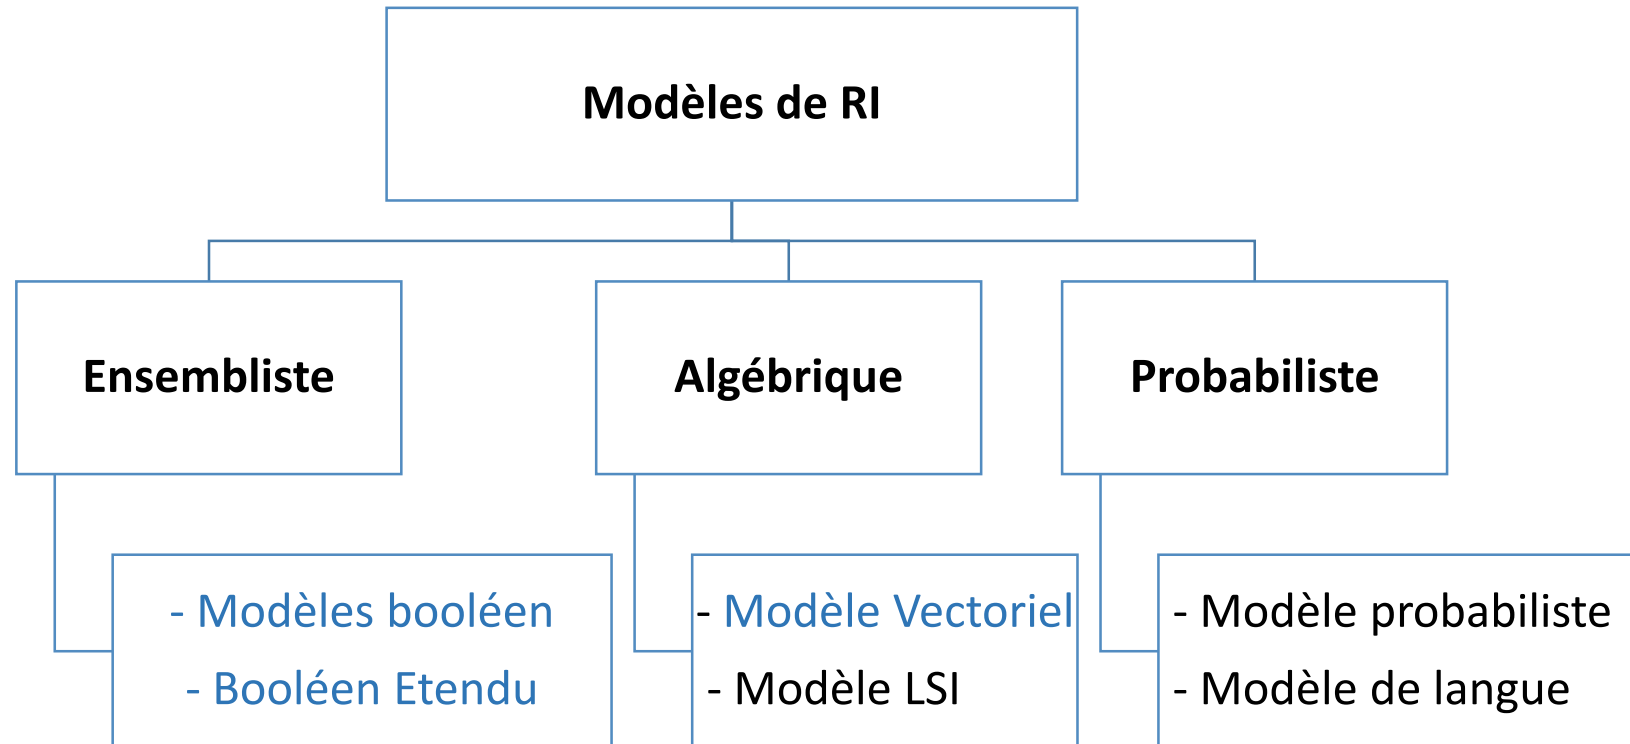 Modèles de RI
Ensembliste
Algébrique
Probabiliste
- Modèles booléen
- Booléen Etendu
- Modèle Vectoriel
- Modèle LSI
- Modèle probabiliste
- Modèle de langue